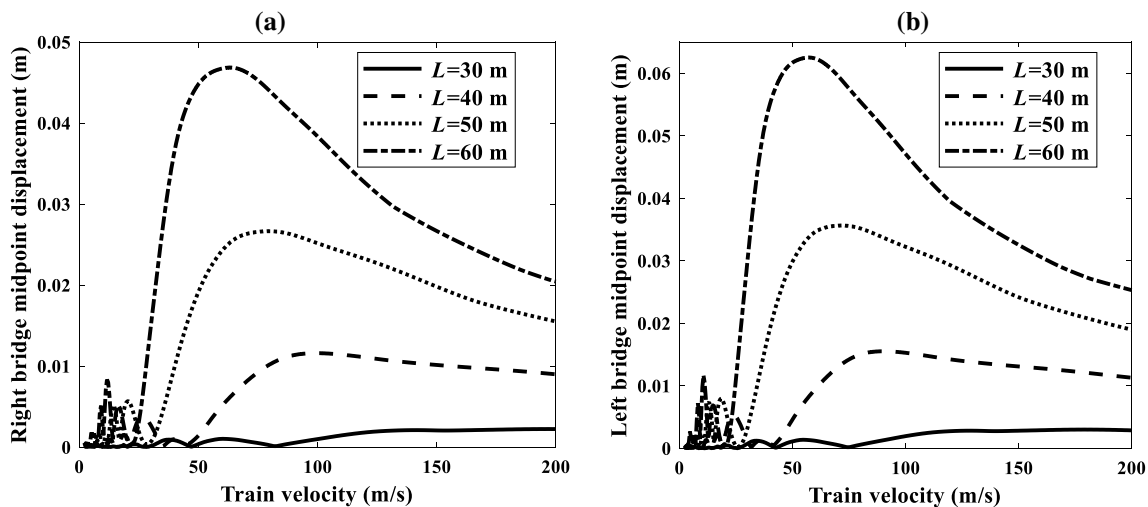 (a)
Right bridge midpoint displacement (m)
0.05
0.04
0.03
0.02
0.01
0
0
50
100
150
200
Train velocity (m/s)
L=30 m
L=40 m
L=50 m
L=60 m
(b)
Left bridge midpoint displacement (m)
0.06
0.05
0.04
0.03
0.02
0.01
0
0
50
100
150
200
Train velocity (m/s)
L=30 m
L=40 m
L=50 m
L=60 m